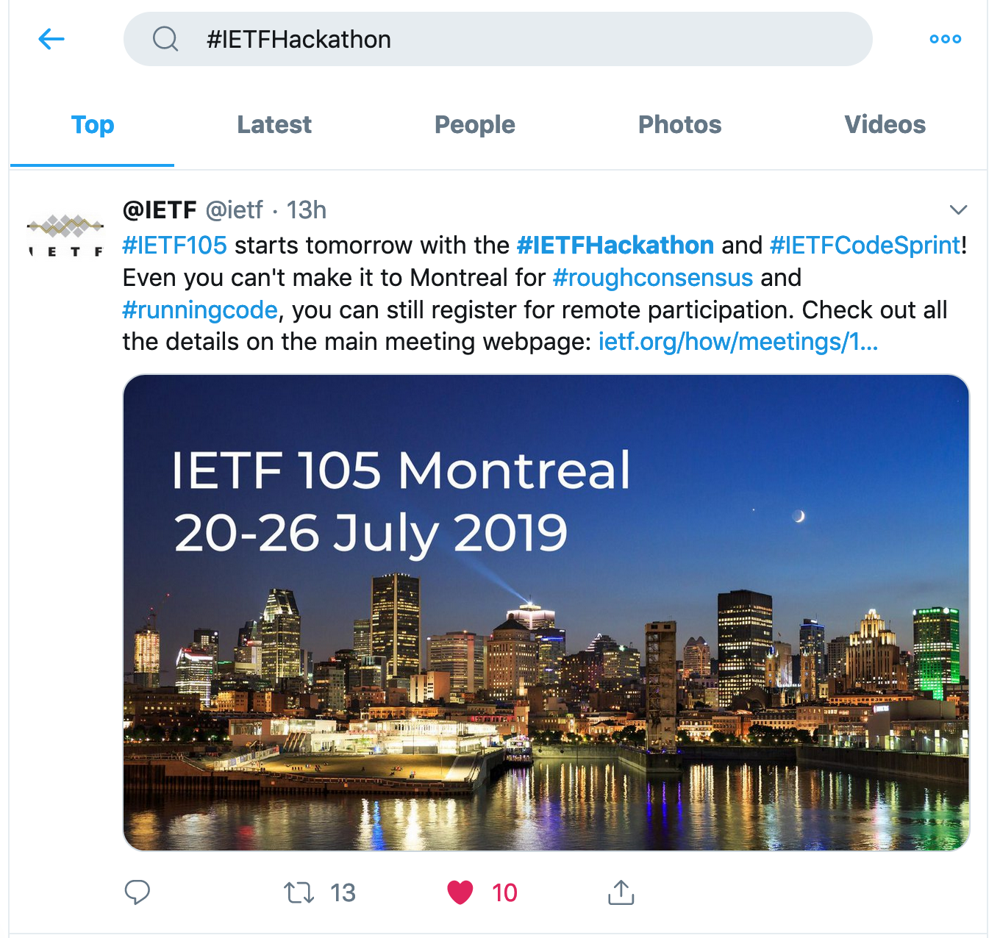 #IETFHackathon
Top Latest People Photos Videos
@IETF @ietf · 13h
#IETF105 starts tomorrow with the #IETFHackathon and #IETFCodeSprint!
Even you can't make it to Montreal for #roughconsensus and
#runningcode, you can still register for remote participation. Check out all
the details on the main meeting webpage: ietf.org/how/meetings/1...
I E T F
IETF 105 Montreal
20-26 July 2019
13 10